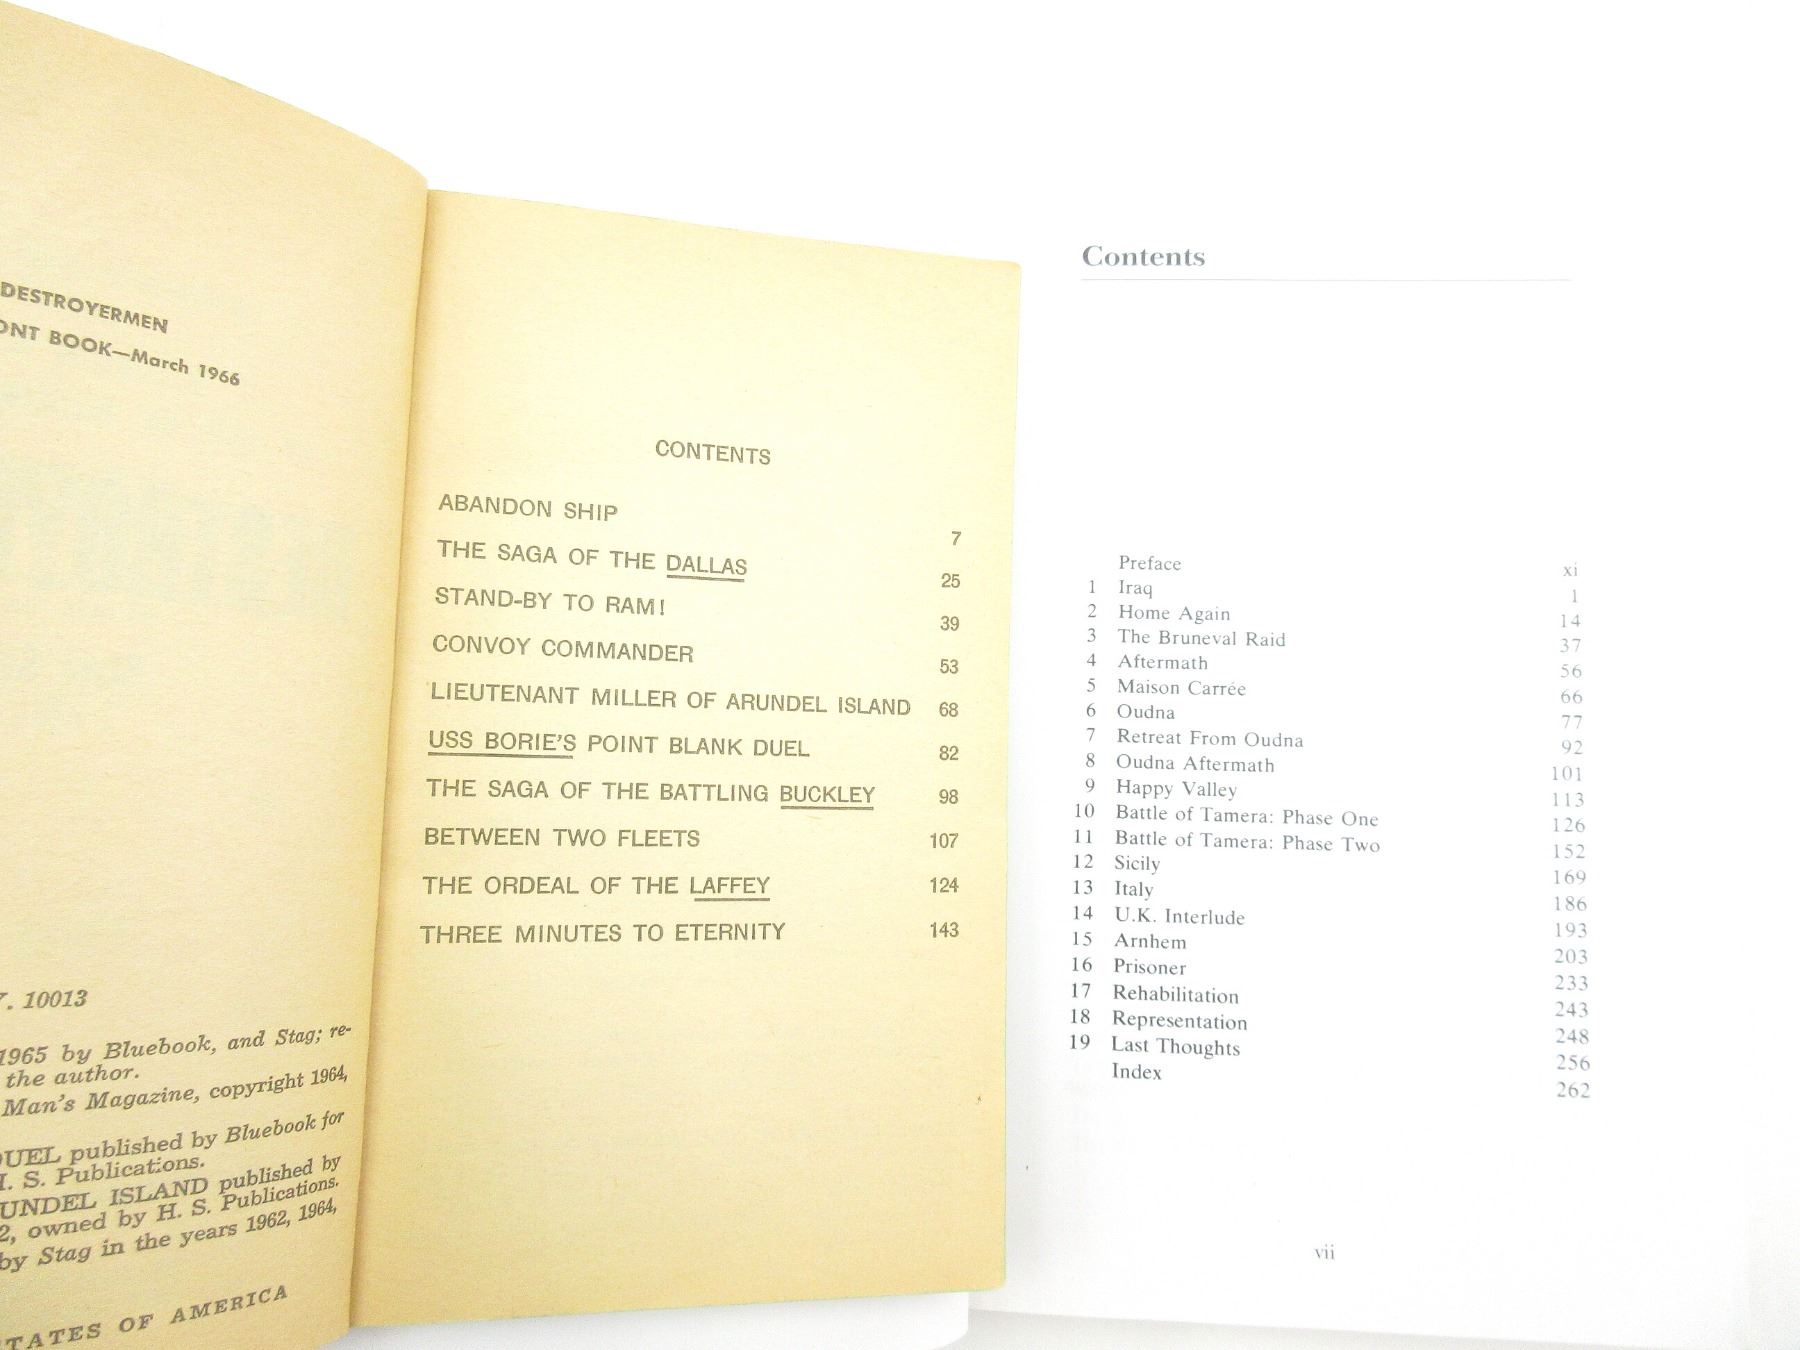 DESTROYERMEN
BOOK—March 1966
10013
1965 by Bluebook, and Stag; re-
the author.
Man's Magazine, copyright 1964,
published by Bluebook for
H. S. Publications.
ISLAND published by
owned by H. S. Publications.
by Stag in the years 1962, 1964,
OF AMERICA
CONTENTS
ABANDON SHIP 7
THE SAGA OF THE DALLAS 25
STAND-BY TO RAM! 39
CONVOY COMMANDER 53
LIEUTENANT MILLER OF ARUNDEL ISLAND 68
USS BORIE'S POINT BLANK DUEL 82
THE SAGA OF THE BATTLING BUCKLEY 98
BETWEEN TWO FLEETS 107
THE ORDEAL OF THE LAFFEY 124
THREE MINUTES TO ETERNITY 143
Contents
Preface xi
1 Iraq 1
2 Home Again 14
3 The Bruneval Raid 37
4 Aftermath 56
5 Maison Carrée 66
6 Oudna 77
7 Retreat From Oudna 92
8 Oudna Aftermath 101
9 Happy Valley 113
10 Battle of Tamera: Phase One 126
11 Battle of Tamera: Phase Two 152
12 Sicily 169
13 Italy 186
14 U.K. Interlude 193
15 Arnhem 203
16 Prisoner 233
17 Rehabilitation 243
18 Representation 248
19 Last Thoughts 256
Index 262
vii